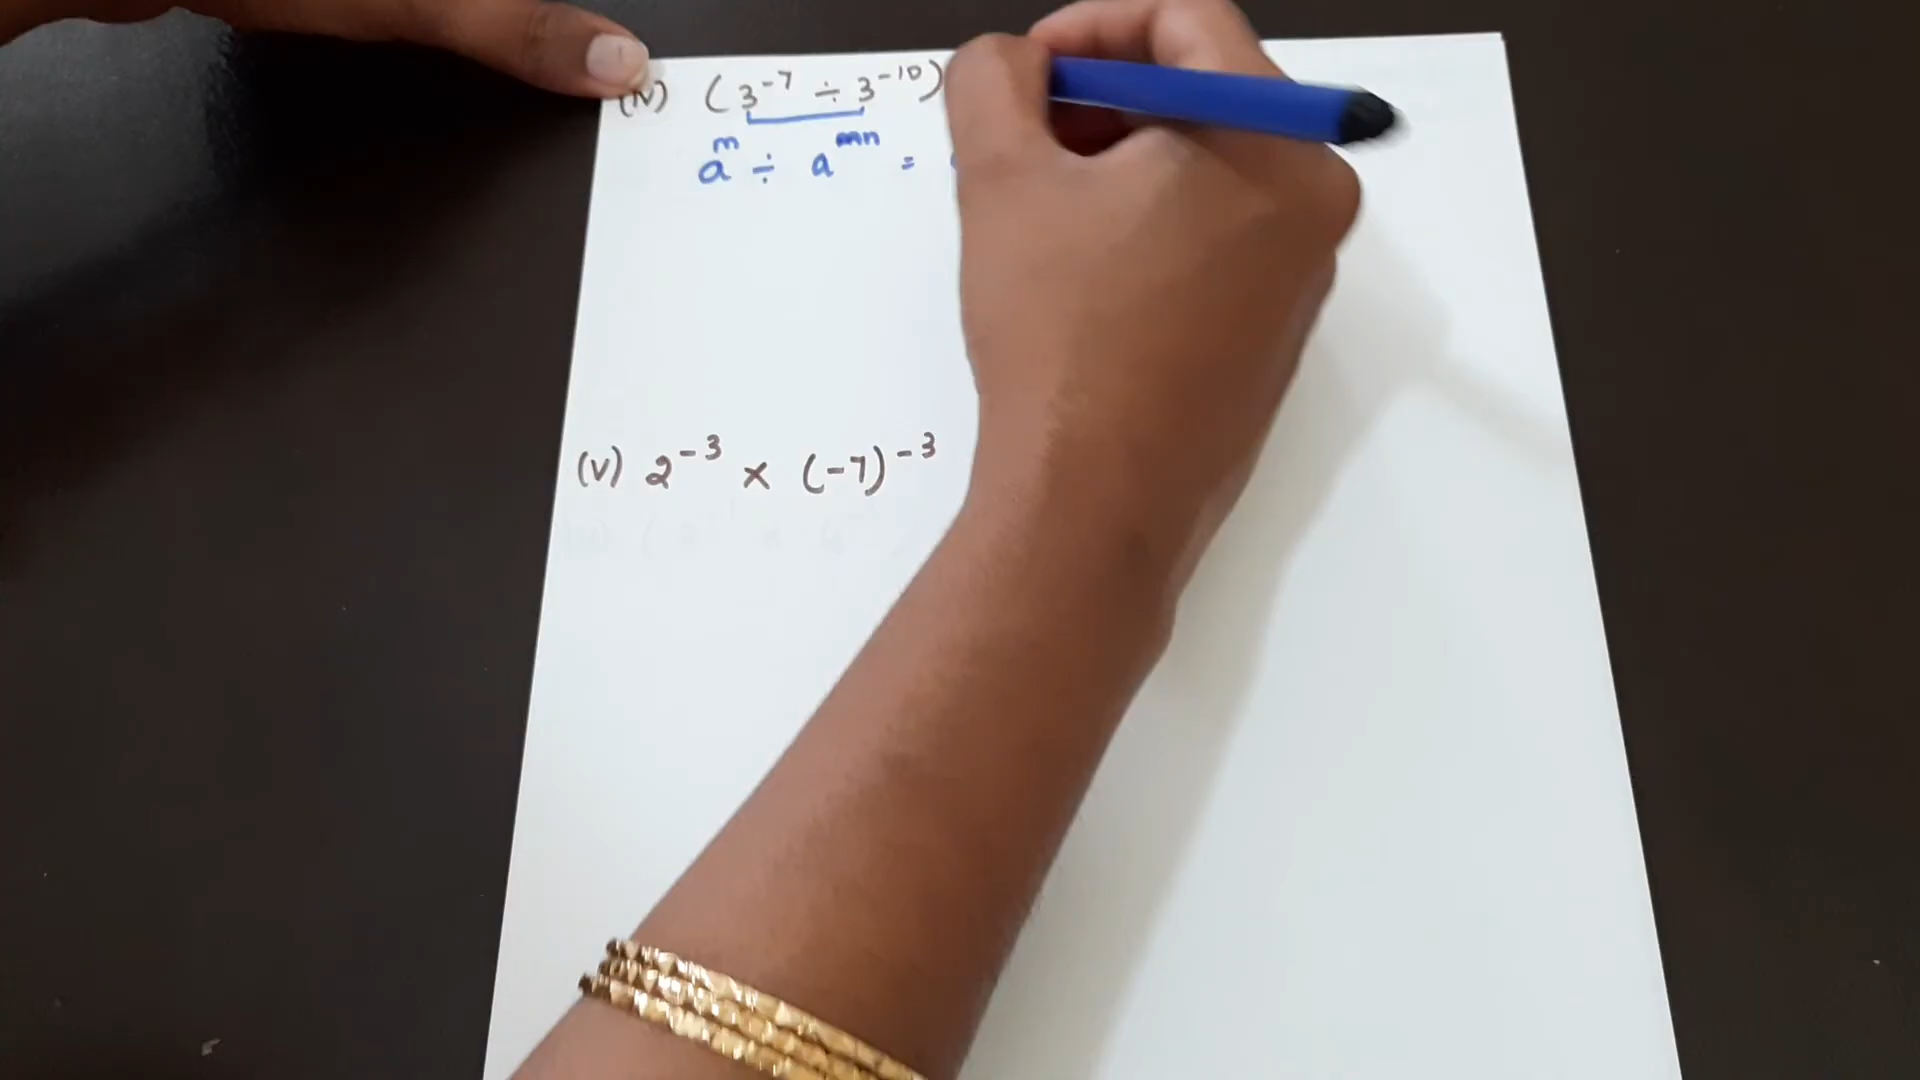 (iv) (3⁻⁷ ÷ 3⁻¹⁰)
aᵐ ÷ aᵐⁿ =
(v) 2⁻³ × (-7)⁻³